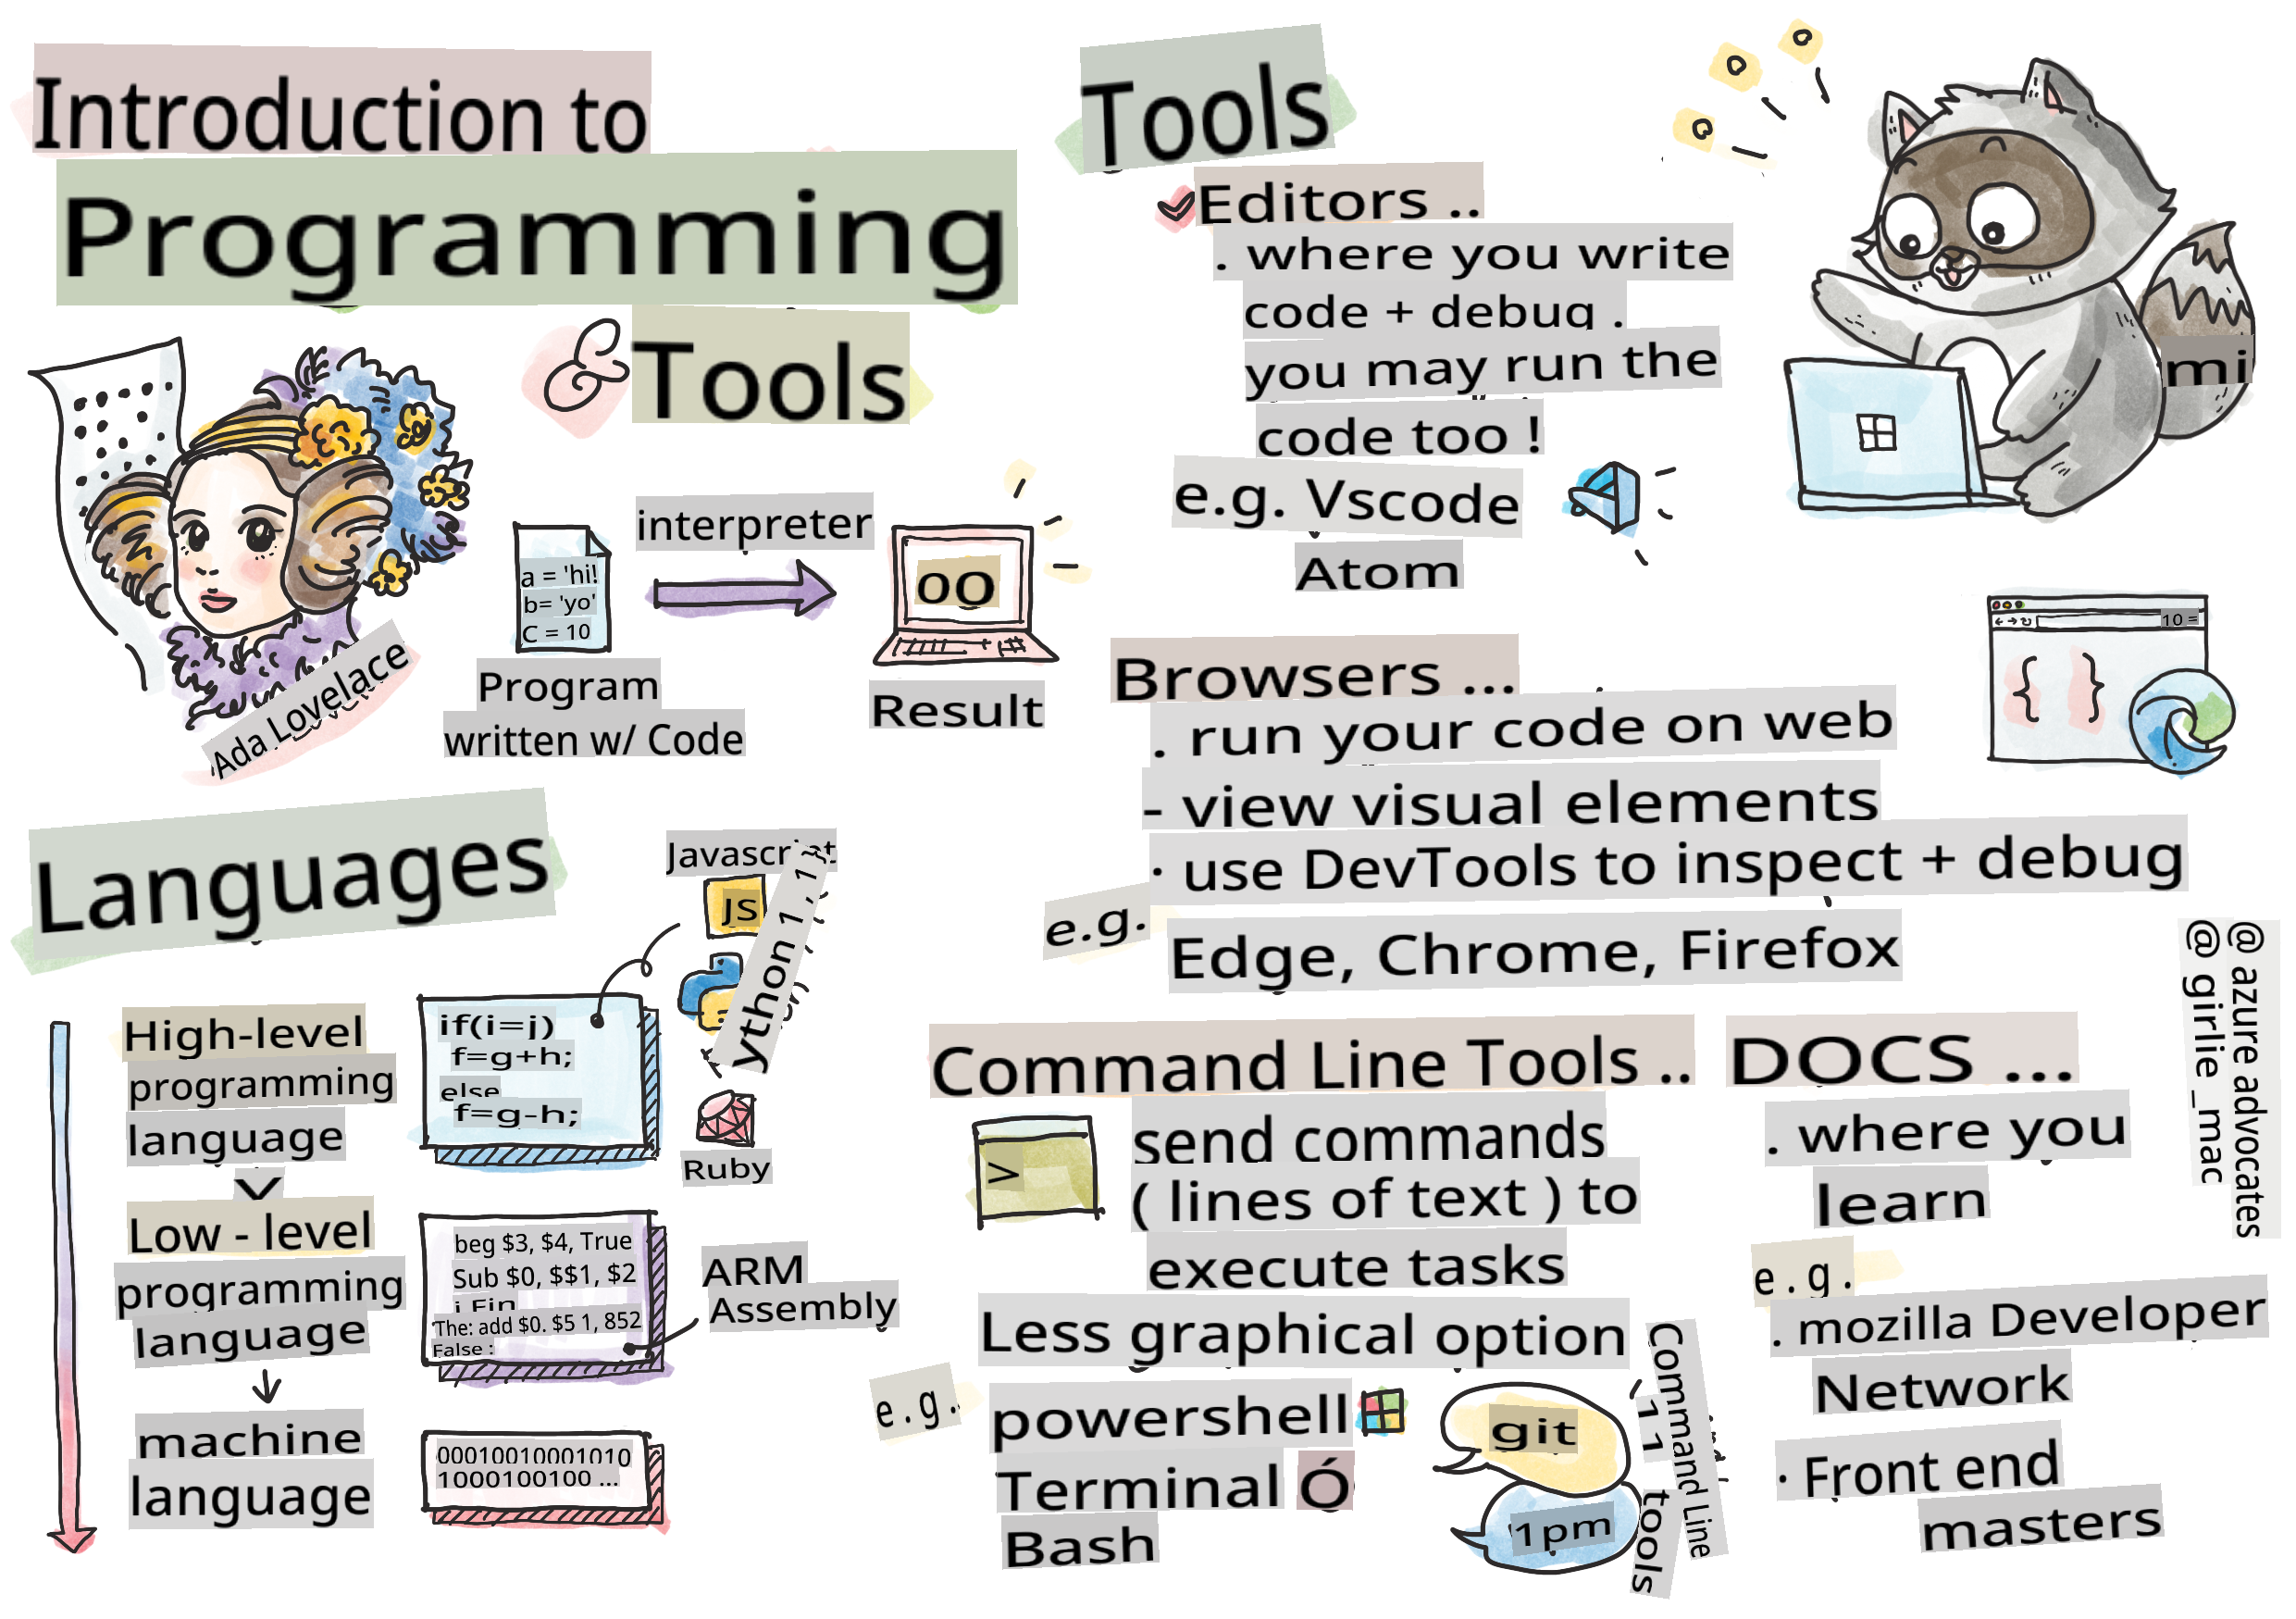 Introduction to
Programming
& Tools
a = 'hi!
b= 'yo'
C = 10
interpreter
oo
Program
written w/ Code
Result
Ada Lovelace
Languages
High-level
programming
language
Low - level
programming
language
machine
language
if(i=j)
f=g+h;
else
f=g-h;
Javascript
JS
ython 1, 1~
Ruby
beg $3, $4, True
Sub $0, $$1, $2
j Fin
The: add $0. $5 1, 852
False :
ARM
Assembly
00010010001010
1000100100 ...
Tools
Editors ..
. where you write
code + debug .
you may run the
code too !
e.g. Vscode
Atom
mi
Browsers ...
. run your code on web
- view visual elements
· use DevTools to inspect + debug
e.g.
Edge, Chrome, Firefox
10 =
{ }
Command Line Tools ..
>
send commands
( lines of text ) to
execute tasks
Less graphical option
e.g.
powershell
Terminal Ó
Bash
git
1pm
Command Line
11 tools
DOCS ...
. where you
learn
e.g.
. mozilla Developer
Network
· Front end
masters
@ azure advocates
@ girlie_mac